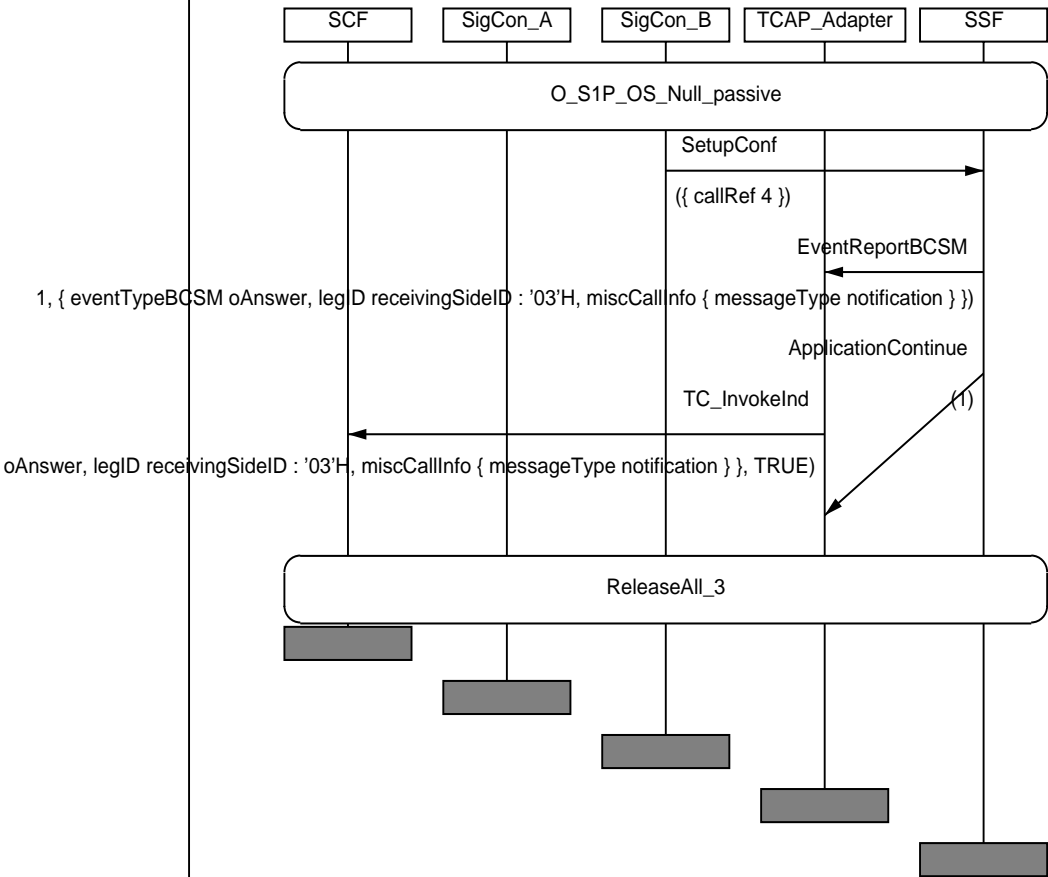 SCF SigCon_A SigCon_B TCAP_Adapter SSF
O_S1P_OS_Null_passive
SetupConf
({ callRef 4 })
EventReportBCSM
1, { eventTypeBCSM oAnswer, legID receivingSideID : '03'H, miscCallInfo { messageType notification } })
ApplicationContinue
TC_InvokeInd
(1)
oAnswer, legID receivingSideID : '03'H, miscCallInfo { messageType notification } }, TRUE)
ReleaseAll_3